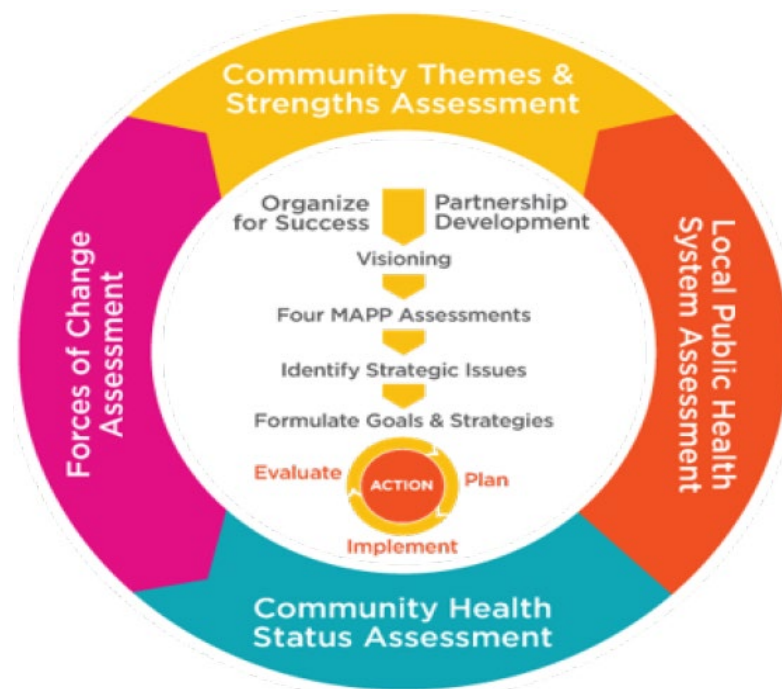 Community Themes &
Strengths Assessment
Organize
for Success
Partnership
Development
Visioning
Four MAPP Assessments
Identify Strategic Issues
Formulate Goals & Strategies
Evaluate
ACTION
Plan
Implement
Forces of Change
Assessment
Local Public Health
System Assessment
Community Health
Status Assessment